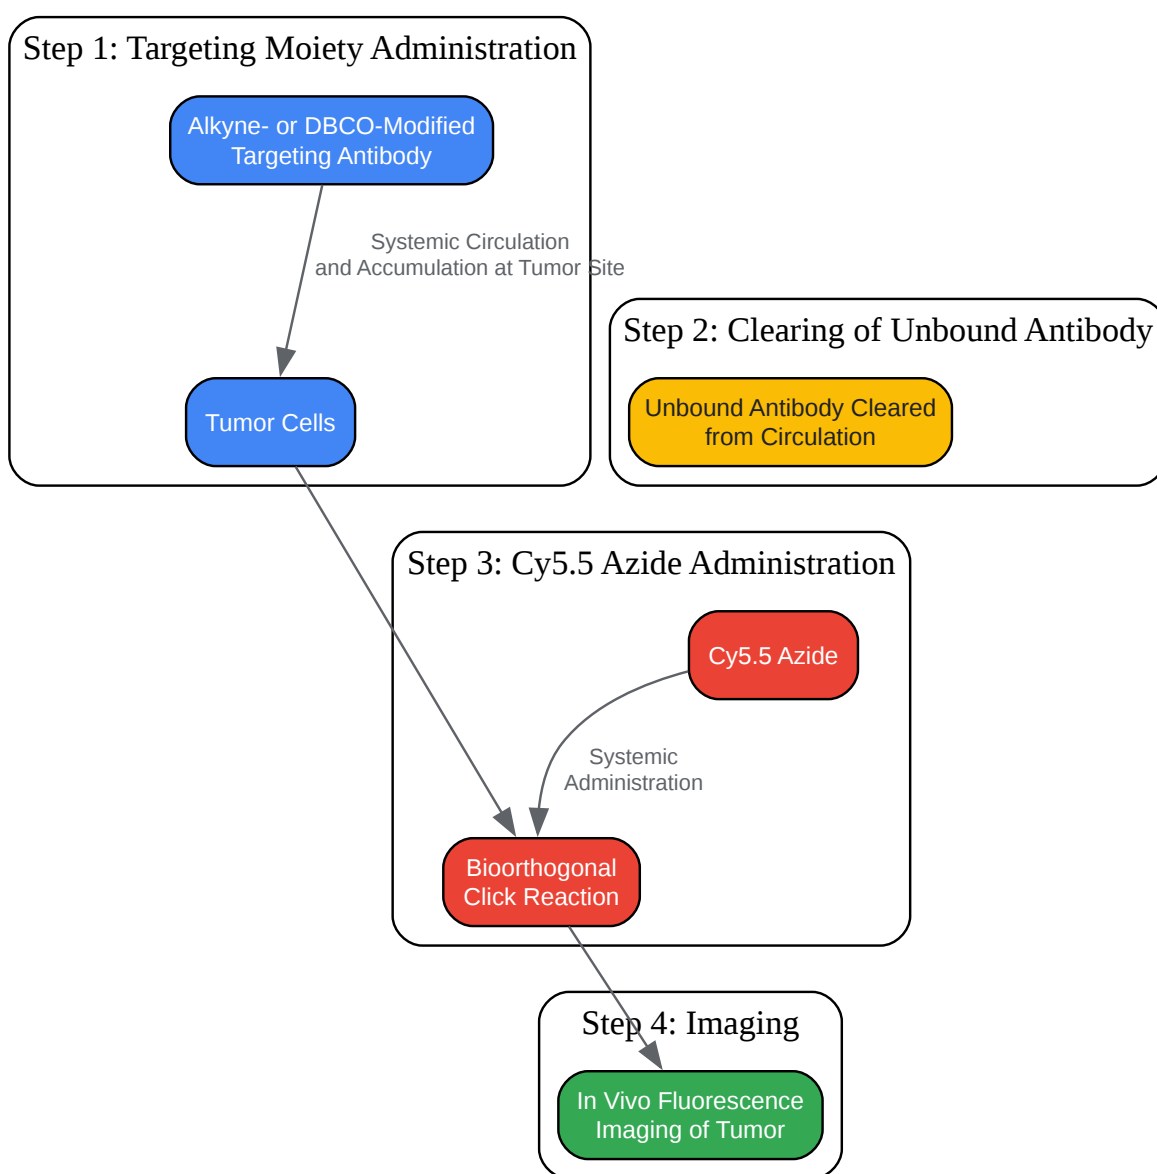 Step 1: Targeting Moiety Administration
Alkyne- or DBCO-Modified
Targeting Antibody
Systemic Circulation
and Accumulation at Tumor Site
Tumor Cells
Step 2: Clearing of Unbound Antibody
Unbound Antibody Cleared
from Circulation
Step 3: Cy5.5 Azide Administration
Cy5.5 Azide
Systemic
Administration
Bioorthogonal
Click Reaction
Step 4: Imaging
In Vivo Fluorescence
Imaging of Tumor